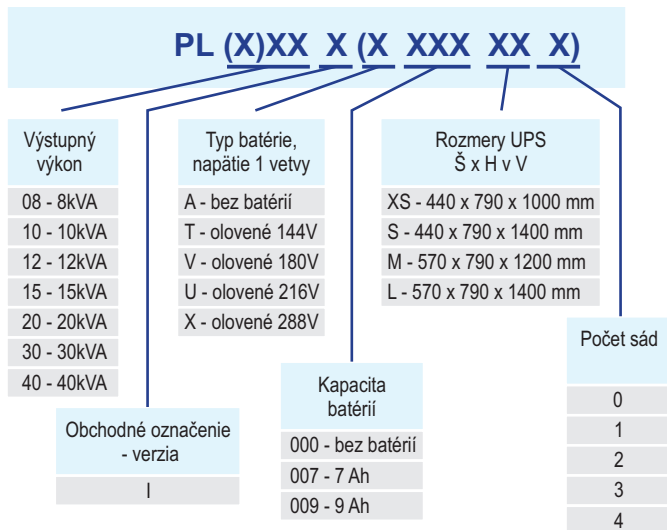 PL (X)XX X (X XXX XX X)
Výstupný
výkon
08 - 8kVA
10 - 10kVA
12 - 12kVA
15 - 15kVA
20 - 20kVA
30 - 30kVA
40 - 40kVA
Obchodné označenie
- verzia
I
Typ batérie,
napätie 1 vetvy
A - bez batérií
T - olovené 144V
V - olovené 180V
U - olovené 216V
X - olovené 288V
Kapacita
batérií
000 - bez batérií
007 - 7 Ah
009 - 9 Ah
Rozmery UPS
Š x H v V
XS - 440 x 790 x 1000 mm
S - 440 x 790 x 1400 mm
M - 570 x 790 x 1200 mm
L - 570 x 790 x 1400 mm
Počet sád
0
1
2
3
4